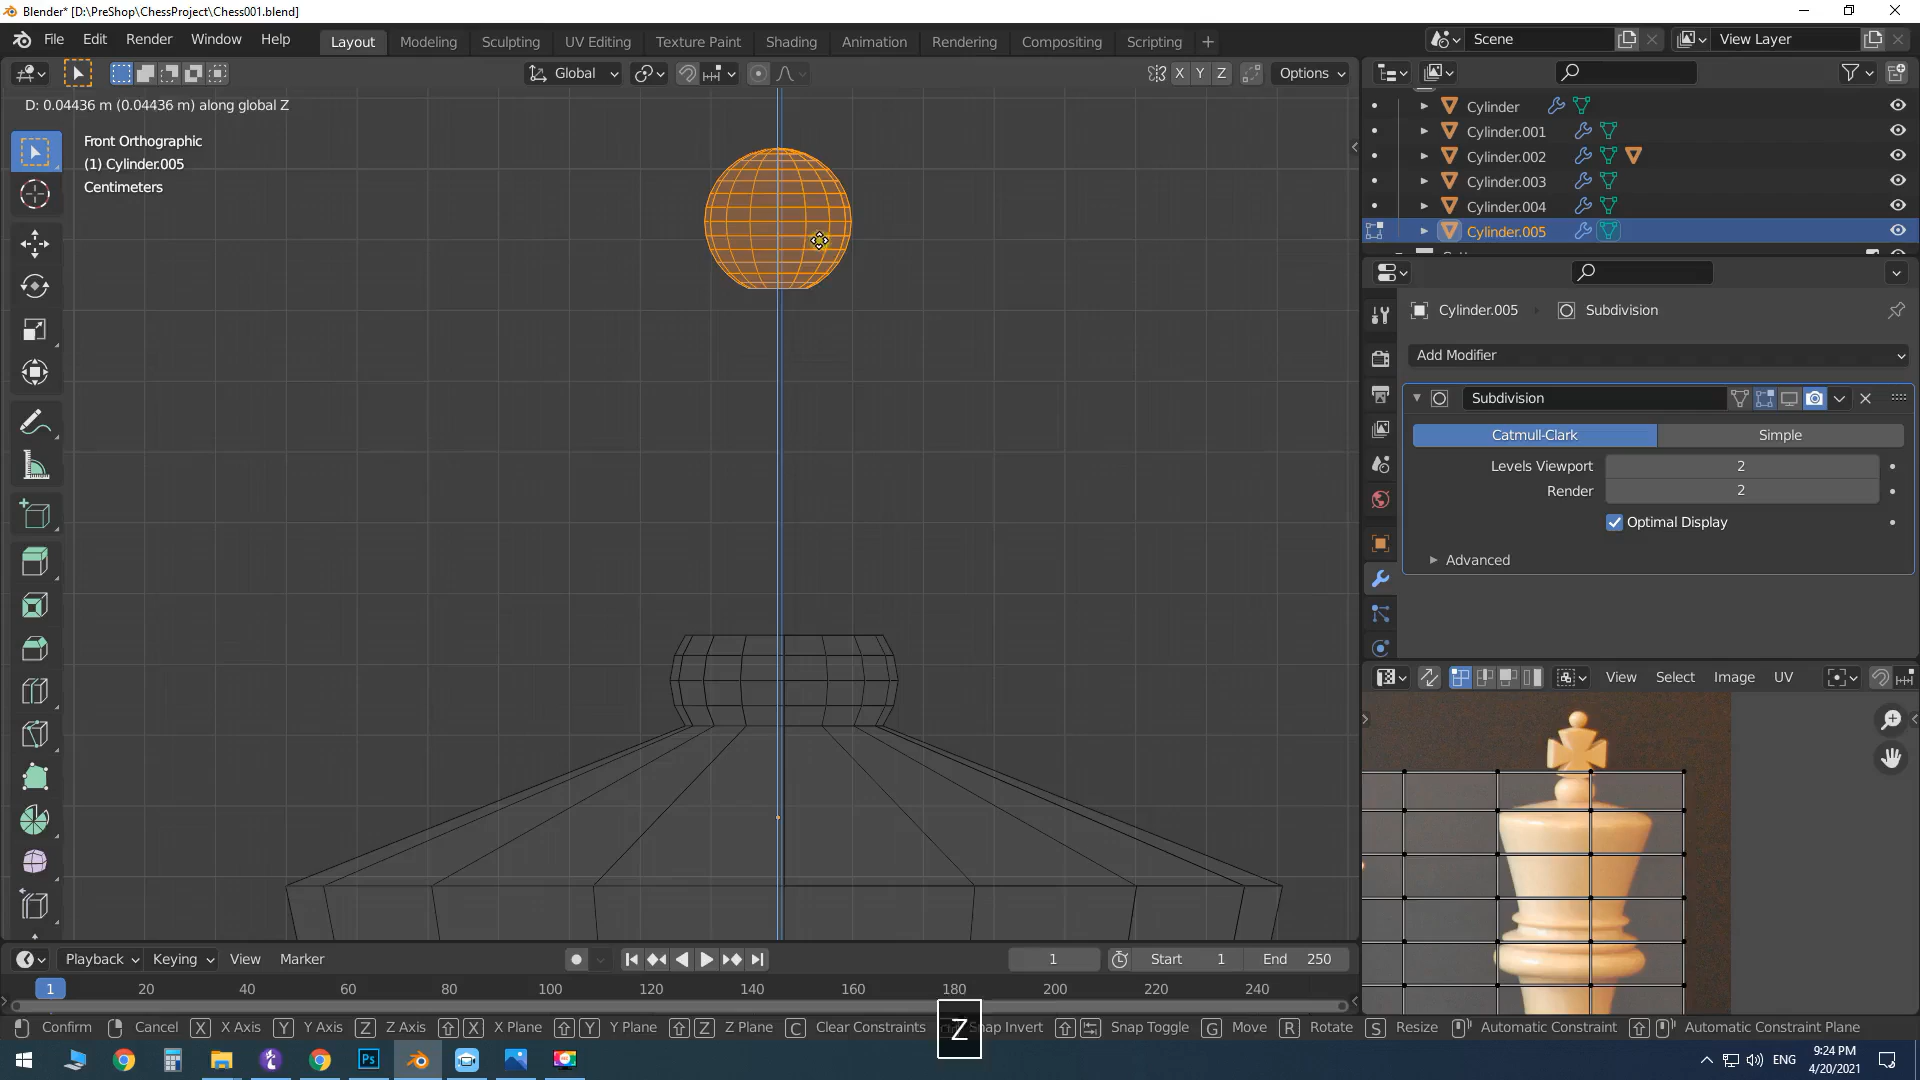 Blender* [D:\PreShop\ChessProject\Chess001.blend]
File Edit Render Window Help Layout Modeling Sculpting UV Editing Texture Paint Shading Animation Rendering Compositing Scripting + Scene View Layer
Global X Y Z Options
D: 0.04436 m (0.04436 m) along global Z
Front Orthographic
(1) Cylinder.005
Centimeters
Cylinder
Cylinder.001
Cylinder.002
Cylinder.003
Cylinder.004
Cylinder.005
Cylinder.005 Subdivision
Add Modifier
Subdivision
Catmull-Clark Simple
Levels Viewport 2
Render 2
Optimal Display
Advanced
View Select Image UV
Playback Keying View Marker 1 Start 1 End 250
1 20 40 60 80 100 120 140 160 180 200 220 240
Confirm Cancel X X Axis Y Y Axis Z Z Axis X X Plane Y Y Plane Z Z Plane C Clear Constraints Z Snap Invert Snap Toggle G Move R Rotate S Resize Automatic Constraint Automatic Constraint Plane
Ps ENG 9:24 PM
4/20/2021